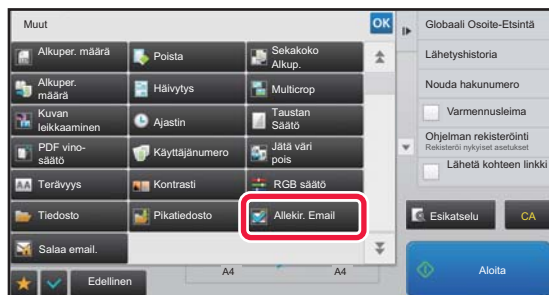 Muut
OK
Alkuper. määrä
Poista
Sekakoko
Alkup.
Alkuper.
määrä
Häivytys
Multicrop
Kuvan
leikkaaminen
Ajastin
Taustan
Säätö
PDF vino-
säätö
Käyttäjänumero
Jätä väri
pois
Terävyys
Kontrasti
RGB säätö
Tiedosto
Pikatiedosto
Allekir. Email
Salaa email.
Edellinen
A4
A4
Globaali Osoite-Etsintä
Lähetyshistoria
Nouda hakunumero
Varmennusleima
Ohjelman rekisteröinti
Rekisteröi nykyiset asetukset
Lähetä kohteen linkki
Esikatselu
CA
Aloita